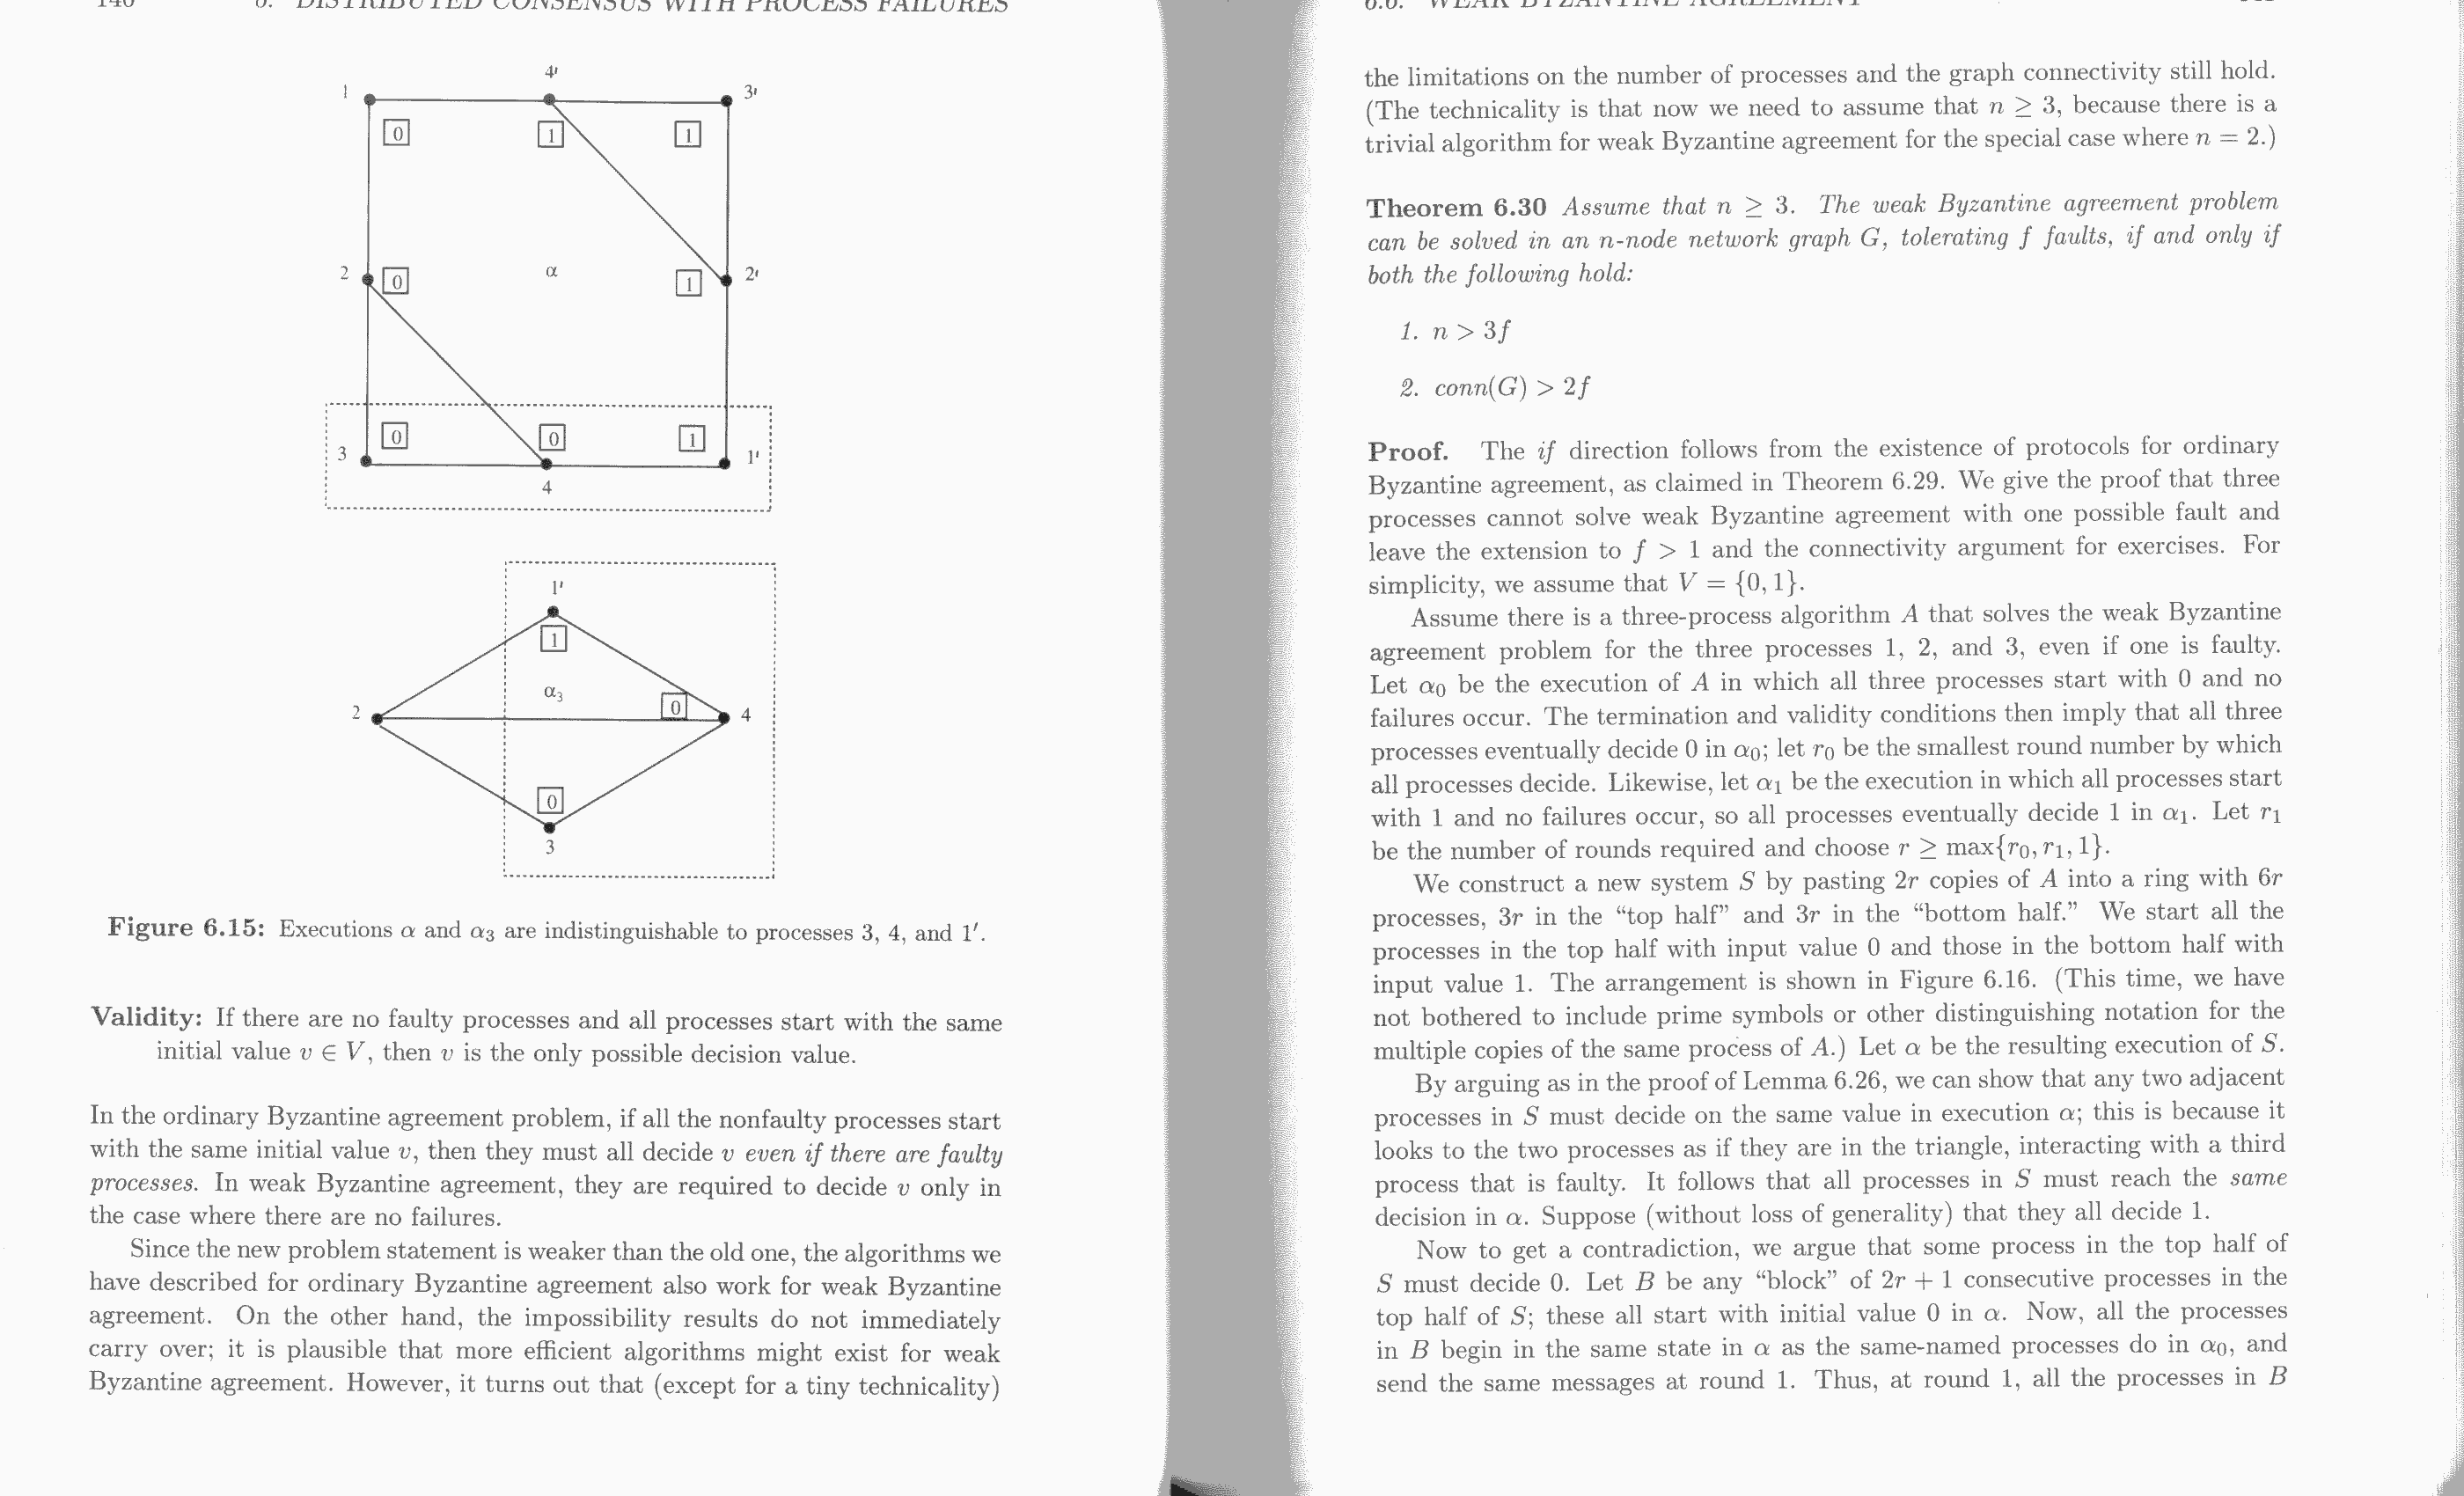 6. DISTRIBUTED CONSENSUS WITH PROCESS FAILURES
1
4'
3'
0
1
1
2
0
α
1
2'
3
0
0
1
1'
4
1'
1
α3
2
0
4
0
3
Figure 6.15: Executions α and α3 are indistinguishable to processes 3, 4, and 1′.
Validity: If there are no faulty processes and all processes start with the same
initial value v ∈ V, then v is the only possible decision value.
In the ordinary Byzantine agreement problem, if all the nonfaulty processes start
with the same initial value v, then they must all decide v even if there are faulty
processes. In weak Byzantine agreement, they are required to decide v only in
the case where there are no failures.
Since the new problem statement is weaker than the old one, the algorithms we
have described for ordinary Byzantine agreement also work for weak Byzantine
agreement. On the other hand, the impossibility results do not immediately
carry over; it is plausible that more efficient algorithms might exist for weak
Byzantine agreement. However, it turns out that (except for a tiny technicality)
6.6. WEAK BYZANTINE AGREEMENT
the limitations on the number of processes and the graph connectivity still hold.
(The technicality is that now we need to assume that n ≥ 3, because there is a
trivial algorithm for weak Byzantine agreement for the special case where n = 2.)
Theorem 6.30 Assume that n ≥ 3. The weak Byzantine agreement problem
can be solved in an n-node network graph G, tolerating f faults, if and only if
both the following hold:
1. n > 3f
2. conn(G) > 2f
Proof. The if direction follows from the existence of protocols for ordinary
Byzantine agreement, as claimed in Theorem 6.29. We give the proof that three
processes cannot solve weak Byzantine agreement with one possible fault and
leave the extension to f > 1 and the connectivity argument for exercises. For
simplicity, we assume that V = {0, 1}.
Assume there is a three-process algorithm A that solves the weak Byzantine
agreement problem for the three processes 1, 2, and 3, even if one is faulty.
Let α0 be the execution of A in which all three processes start with 0 and no
failures occur. The termination and validity conditions then imply that all three
processes eventually decide 0 in α0; let r0 be the smallest round number by which
all processes decide. Likewise, let α1 be the execution in which all processes start
with 1 and no failures occur, so all processes eventually decide 1 in α1. Let r1
be the number of rounds required and choose r ≥ max{r0, r1, 1}.
We construct a new system S by pasting 2r copies of A into a ring with 6r
processes, 3r in the “top half” and 3r in the “bottom half.” We start all the
processes in the top half with input value 0 and those in the bottom half with
input value 1. The arrangement is shown in Figure 6.16. (This time, we have
not bothered to include prime symbols or other distinguishing notation for the
multiple copies of the same process of A.) Let α be the resulting execution of S.
By arguing as in the proof of Lemma 6.26, we can show that any two adjacent
processes in S must decide on the same value in execution α; this is because it
looks to the two processes as if they are in the triangle, interacting with a third
process that is faulty. It follows that all processes in S must reach the same
decision in α. Suppose (without loss of generality) that they all decide 1.
Now to get a contradiction, we argue that some process in the top half of
S must decide 0. Let B be any “block” of 2r + 1 consecutive processes in the
top half of S; these all start with initial value 0 in α. Now, all the processes
in B begin in the same state in α as the same-named processes do in α0, and
send the same messages at round 1. Thus, at round 1, all the processes in B